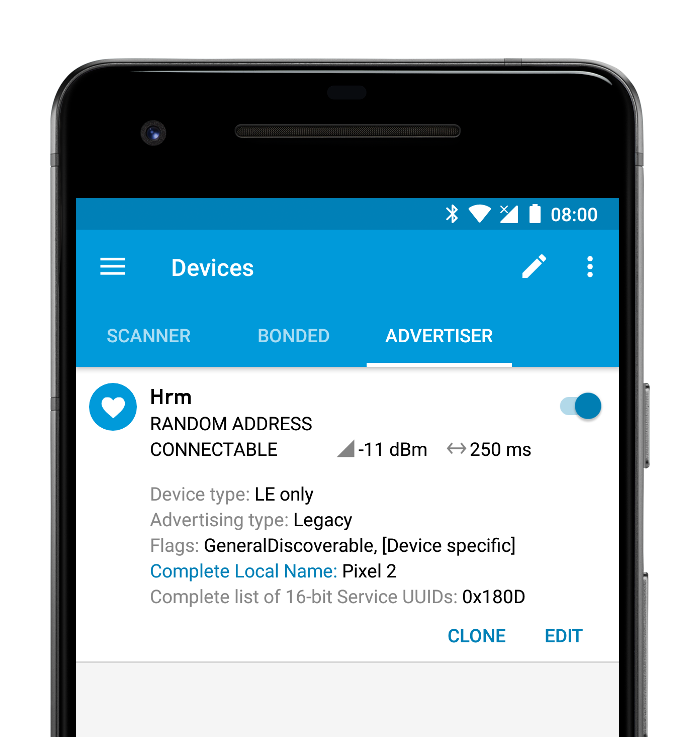 08:00
Devices
SCANNER BONDED ADVERTISER
Hrm
RANDOM ADDRESS
CONNECTABLE -11 dBm 250 ms
Device type: LE only
Advertising type: Legacy
Flags: GeneralDiscoverable, [Device specific]
Complete Local Name: Pixel 2
Complete list of 16-bit Service UUIDs: 0x180D
CLONE EDIT